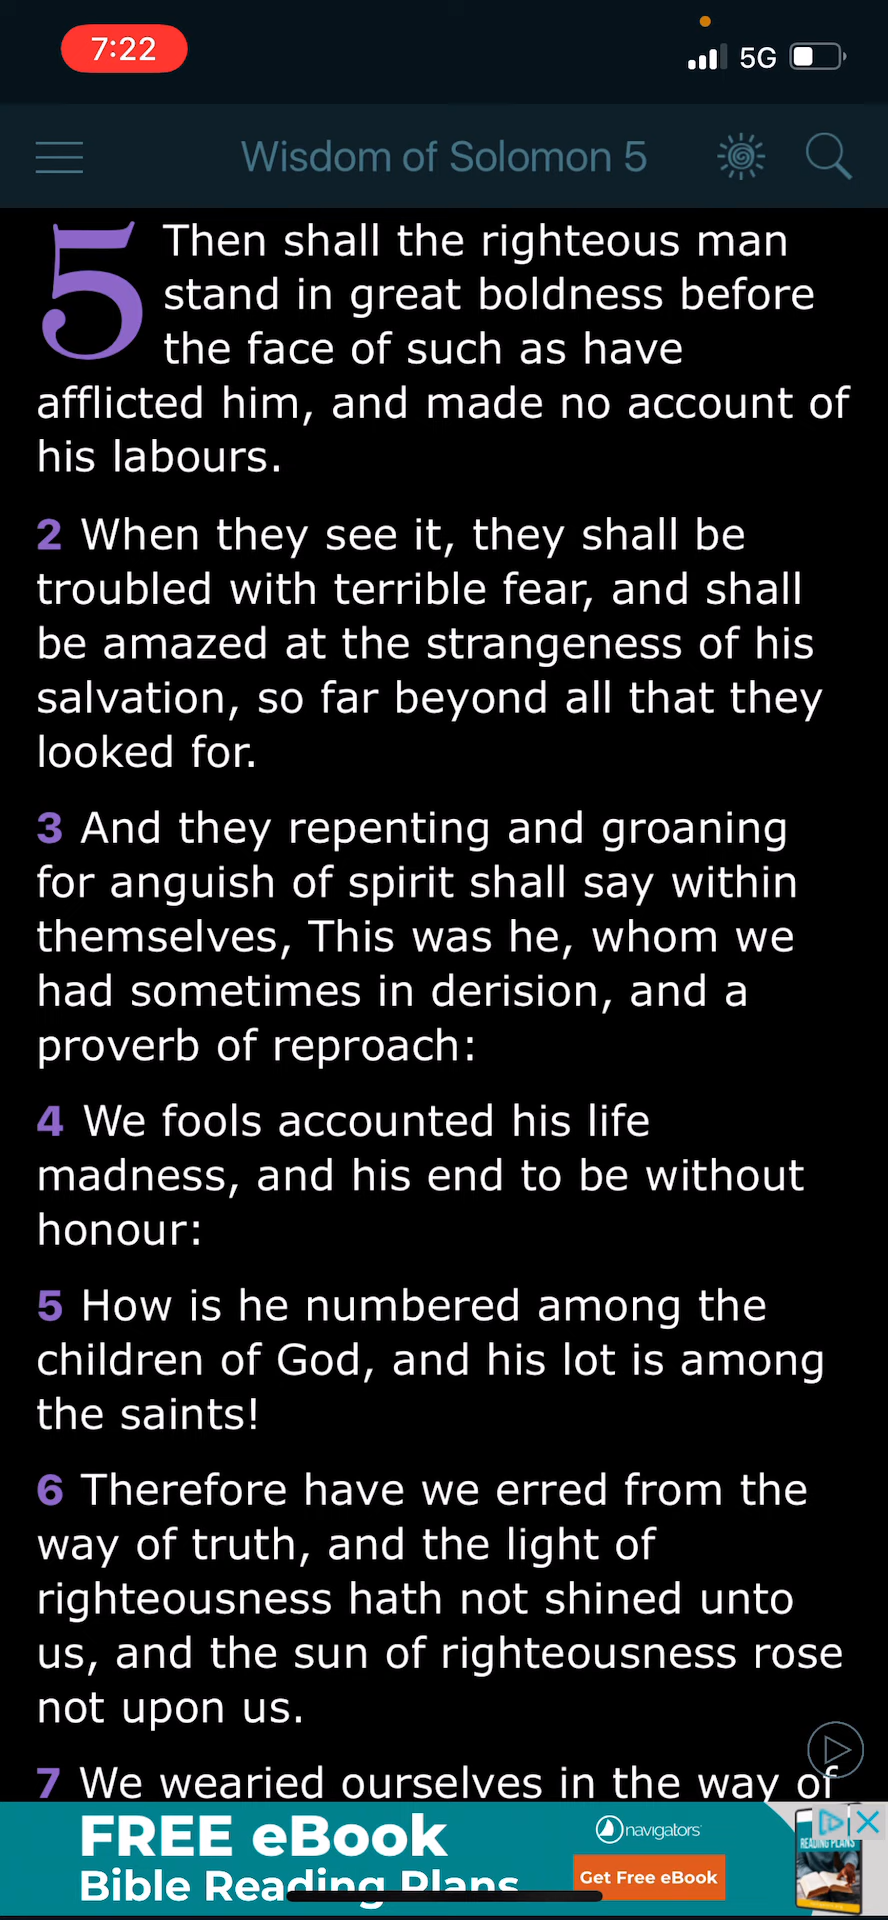 7:22
5G
Wisdom of Solomon 5
5 Then shall the righteous man
stand in great boldness before
the face of such as have
afflicted him, and made no account of
his labours.
2 When they see it, they shall be
troubled with terrible fear, and shall
be amazed at the strangeness of his
salvation, so far beyond all that they
looked for.
3 And they repenting and groaning
for anguish of spirit shall say within
themselves, This was he, whom we
had sometimes in derision, and a
proverb of reproach:
4 We fools accounted his life
madness, and his end to be without
honour:
5 How is he numbered among the
children of God, and his lot is among
the saints!
6 Therefore have we erred from the
way of truth, and the light of
righteousness hath not shined unto
us, and the sun of righteousness rose
not upon us.
7 We wearied ourselves in the way of
FREE eBook
Bible Reading Plans
navigators
Get Free eBook
READING PLANS